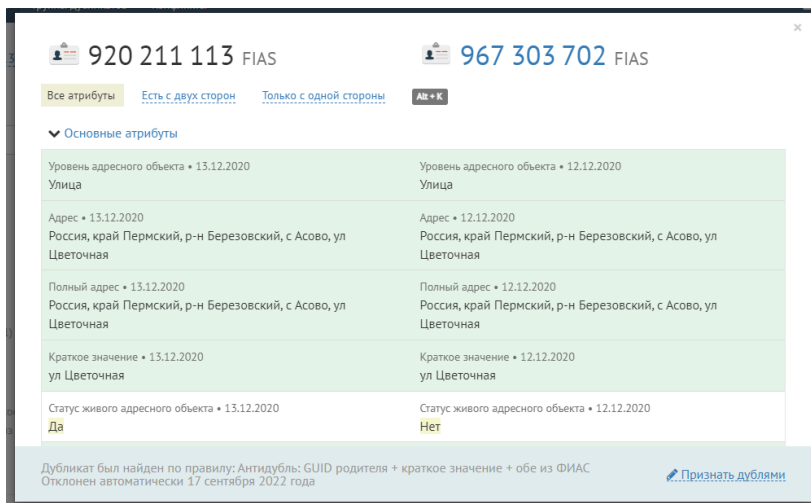 920 211 113 FIAS
967 303 702 FIAS
Все атрибуты
Есть с двух сторон
Только с одной стороны
Alt + K
Основные атрибуты
Уровень адресного объекта • 13.12.2020
Улица
Уровень адресного объекта • 12.12.2020
Улица
Адрес • 13.12.2020
Россия, край Пермский, р-н Березовский, с Асово, ул
Цветочная
Адрес • 12.12.2020
Россия, край Пермский, р-н Березовский, с Асово, ул
Цветочная
Полный адрес • 13.12.2020
Россия, край Пермский, р-н Березовский, с Асово, ул
Цветочная
Полный адрес • 12.12.2020
Россия, край Пермский, р-н Березовский, с Асово, ул
Цветочная
Краткое значение • 13.12.2020
ул Цветочная
Краткое значение • 12.12.2020
ул Цветочная
Статус живого адресного объекта • 13.12.2020
Да
Статус живого адресного объекта • 12.12.2020
Нет
Дубликат был найден по правилу: Антидубль: GUID родителя + краткое значение + обе из ФИАС
Отклонен автоматически 17 сентября 2022 года
Признать дублями